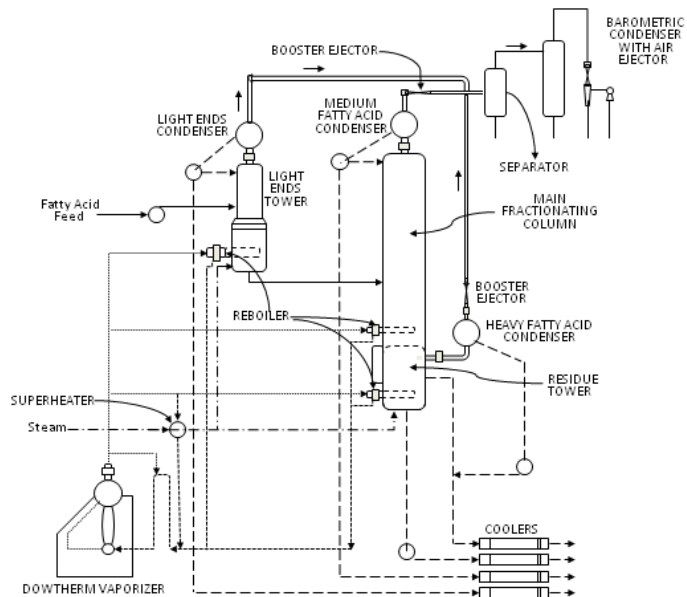 BAROMETRIC
CONDENSER
WITH AIR
EJECTOR
BOOSTER EJECTOR
MEDIUM
FATTY ACID
CONDENSER
LIGHT ENDS
CONDENSER
SEPARATOR
LIGHT
ENDS
TOWER
Fatty Acid
Feed
MAIN
FRACTIONATING
COLUMN
BOOSTER
EJECTOR
REBOILER
HEAVY FATTY ACID
CONDENSER
RESIDUE
TOWER
SUPERHEATER
Steam
COOLERS
DOWTHERM VAPORIZER